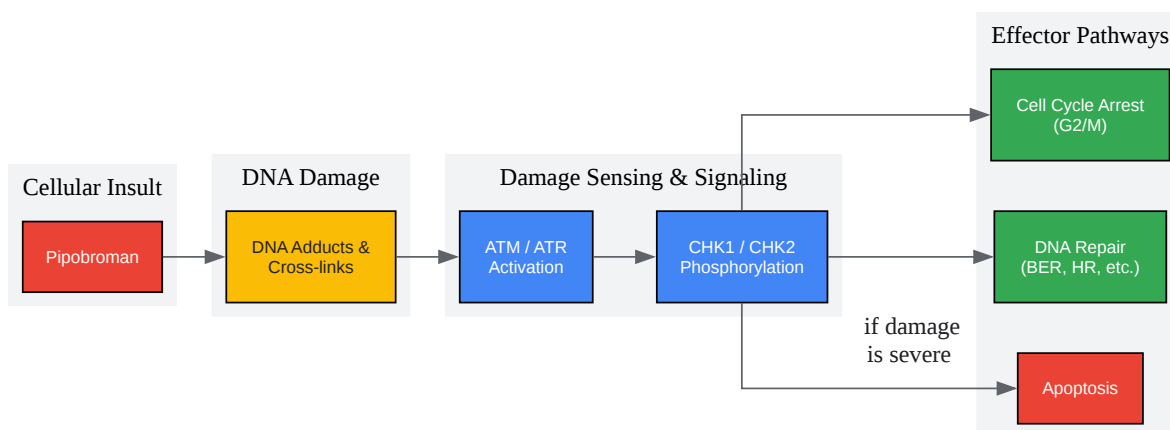 Cellular Insult
Pipobroman
DNA Damage
DNA Adducts &
Cross-links
Damage Sensing & Signaling
ATM / ATR
Activation
CHK1 / CHK2
Phosphorylation
if damage
is severe
Effector Pathways
Cell Cycle Arrest
(G2/M)
DNA Repair
(BER, HR, etc.)
Apoptosis